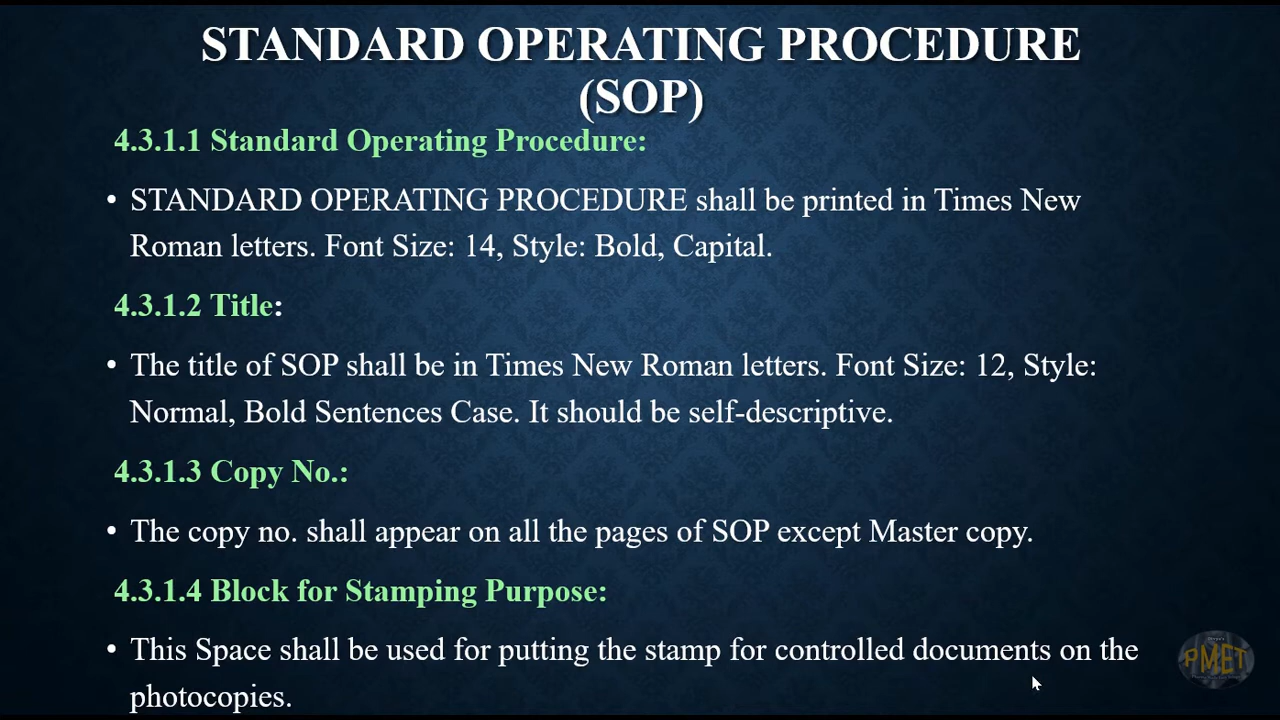 STANDARD OPERATING PROCEDURE
(SOP)
4.3.1.1 Standard Operating Procedure:
• STANDARD OPERATING PROCEDURE shall be printed in Times New
Roman letters. Font Size: 14, Style: Bold, Capital.
4.3.1.2 Title:
• The title of SOP shall be in Times New Roman letters. Font Size: 12, Style:
Normal, Bold Sentences Case. It should be self-descriptive.
4.3.1.3 Copy No.:
• The copy no. shall appear on all the pages of SOP except Master copy.
4.3.1.4 Block for Stamping Purpose:
• This Space shall be used for putting the stamp for controlled documents on the
photocopies.
PMET